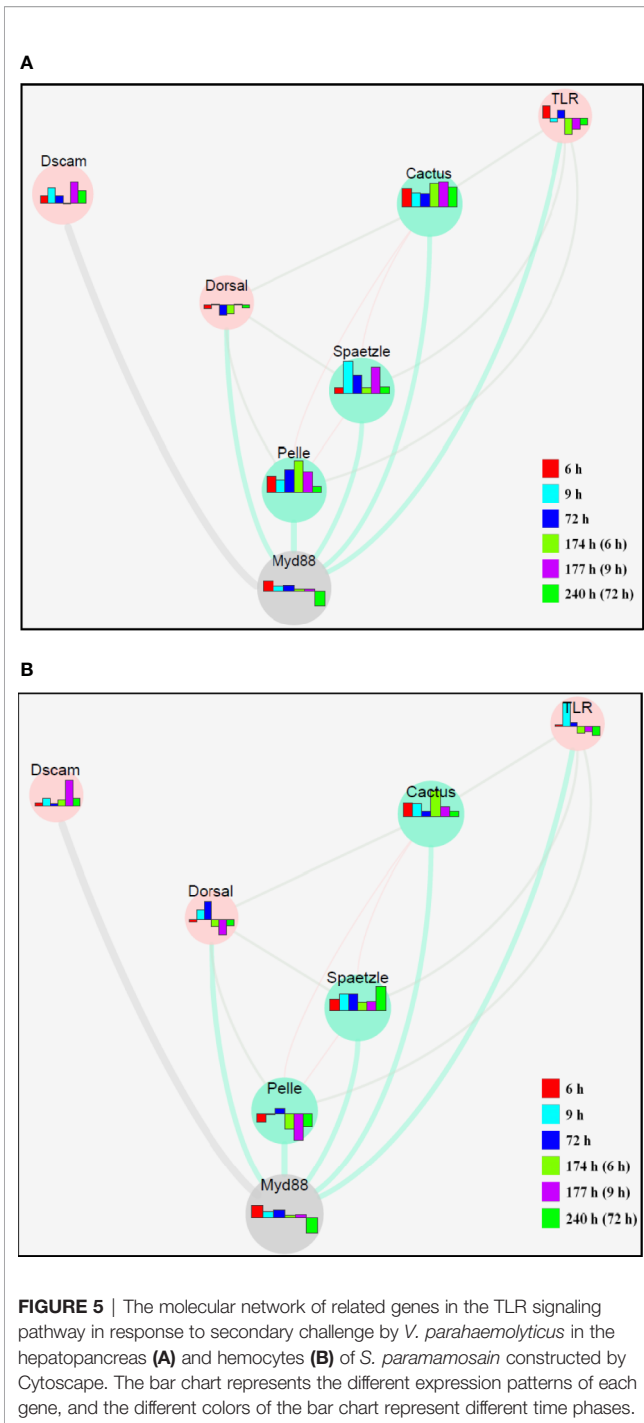 A
TLR
Dscam
Cactus
Dorsal
Spaetzle
Pelle
Myd88
6 h
9 h
72 h
174 h (6 h)
177 h (9 h)
240 h (72 h)
B
TLR
Dscam
Cactus
Dorsal
Spaetzle
Pelle
Myd88
6 h
9 h
72 h
174 h (6 h)
177 h (9 h)
240 h (72 h)
FIGURE 5 | The molecular network of related genes in the TLR signaling
pathway in response to secondary challenge by V. parahaemolyticus in the
hepatopancreas (A) and hemocytes (B) of S. paramamosain constructed by
Cytoscape. The bar chart represents the different expression patterns of each
gene, and the different colors of the bar chart represent different time phases.